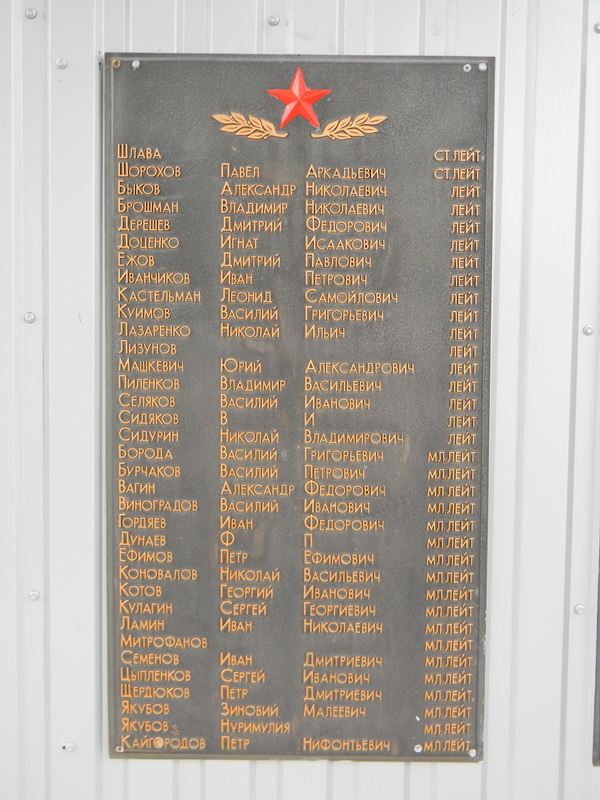 Шлава ст.лейт
Шорохов Павел Аркадьевич ст.лейт
Быков Александр Николаевич лейт
Брошман Владимир Николаевич лейт
Дерешев Дмитрий Федорович лейт
Доценко Игнат Исаакович лейт
Ежов Дмитрий Павлович лейт
Иванчиков Иван Петрович лейт
Кастельман Леонид Самойлович лейт
Куимов Василий Григорьевич лейт
Лазаренко Николай Ильич лейт
Лизунов лейт
Машкевич Юрий Александрович лейт
Пиленков Владимир Васильевич лейт
Селяков Василий Иванович лейт
Сидяков В И лейт
Сидурин Николай Владимирович лейт
Борода Василий Григорьевич мл.лейт
Бурчаков Василий Петрович мл.лейт
Вагин Александр Федорович мл.лейт
Виноградов Василий Иванович мл.лейт
Гордяев Иван Федорович мл.лейт
Дунаев Ф П мл.лейт
Ефимов Петр Ефимович мл.лейт
Коновалов Николай Васильевич мл.лейт
Котов Георгий Иванович мл.лейт
Кулагин Сергей Георгиевич мл.лейт
Ламин Иван Николаевич мл.лейт
Митрофанов мл.лейт
Семенов Иван Дмитриевич мл.лейт
Цыпленков Сергей Иванович мл.лейт
Щердюков Петр Дмитриевич мл.лейт.
Якубов Зиновий Малеевич мл.лейт
Якубов Нуримулия мл.лейт
Кайгородов Петр Нифонтьевич мл.лейт